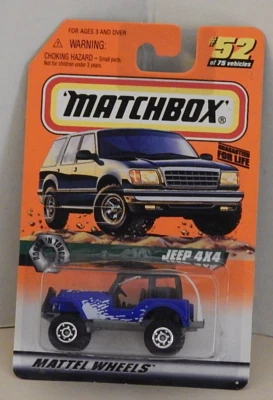 FOR AGES 3 AND OVER
⚠ WARNING:
CHOKING HAZARD - Small parts.
Not for children under 3 years.
#52
of 75 vehicles
MATCHBOX®
GUARANTEED
FOR LIFE
JEEP 4X4
MATTEL WHEELS™